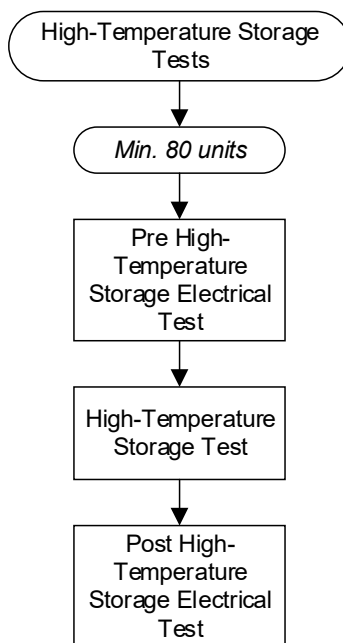 High-Temperature Storage
Tests
Min. 80 units
Pre High-
Temperature
Storage Electrical
Test
High-Temperature
Storage Test
Post High-
Temperature
Storage Electrical
Test